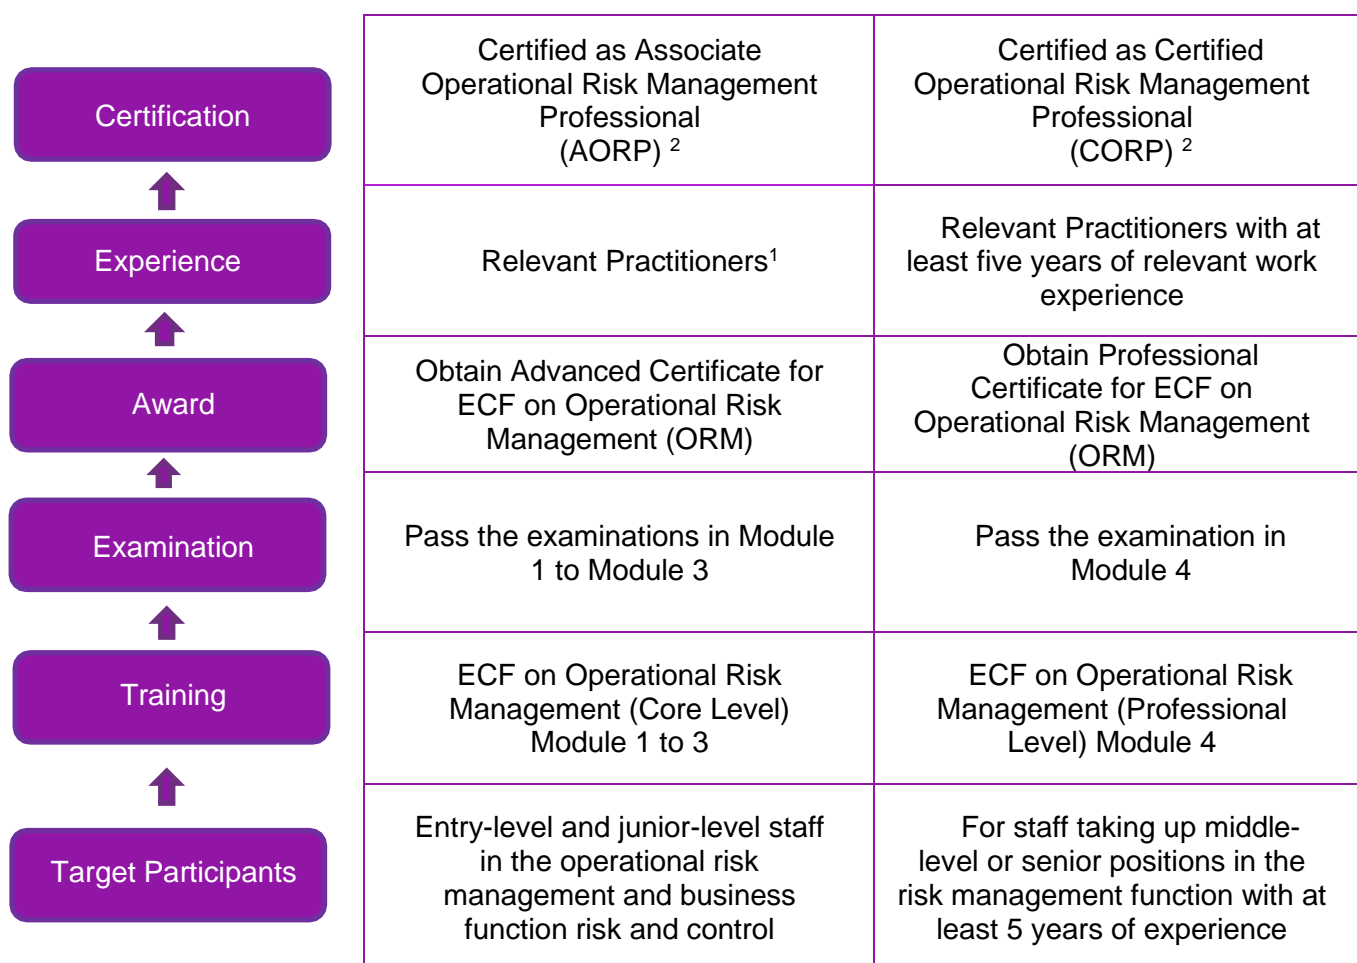 Certification
Certified as Associate
Operational Risk Management
Professional
(AORP) ²
Certified as Certified
Operational Risk Management
Professional
(CORP) ²
Experience
Relevant Practitioners¹
Relevant Practitioners with at
least five years of relevant work
experience
Award
Obtain Advanced Certificate for
ECF on Operational Risk
Management (ORM)
Obtain Professional
Certificate for ECF on
Operational Risk Management
(ORM)
Examination
Pass the examinations in Module
1 to Module 3
Pass the examination in
Module 4
Training
ECF on Operational Risk
Management (Core Level)
Module 1 to 3
ECF on Operational Risk
Management (Professional
Level) Module 4
Target Participants
Entry-level and junior-level staff
in the operational risk
management and business
function risk and control
For staff taking up middle-
level or senior positions in the
risk management function with at
least 5 years of experience